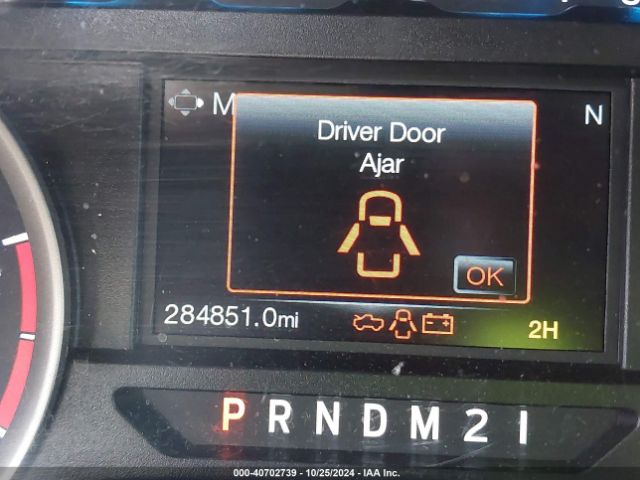 M
N
Driver Door
Ajar
OK
284851.0mi
2H
P R N D M 2 1
000-40702739 - 10/25/2024 - IAA Inc.